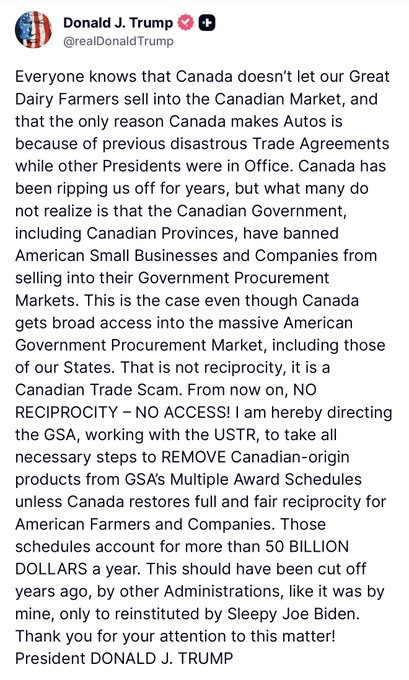 Donald J. Trump
@realDonaldTrump
Everyone knows that Canada doesn’t let our Great
Dairy Farmers sell into the Canadian Market, and
that the only reason Canada makes Autos is
because of previous disastrous Trade Agreements
while other Presidents were in Office. Canada has
been ripping us off for years, but what many do
not realize is that the Canadian Government,
including Canadian Provinces, have banned
American Small Businesses and Companies from
selling into their Government Procurement
Markets. This is the case even though Canada
gets broad access into the massive American
Government Procurement Market, including those
of our States. That is not reciprocity, it is a
Canadian Trade Scam. From now on, NO
RECIPROCITY – NO ACCESS! I am hereby directing
the GSA, working with the USTR, to take all
necessary steps to REMOVE Canadian-origin
products from GSA’s Multiple Award Schedules
unless Canada restores full and fair reciprocity for
American Farmers and Companies. Those
schedules account for more than 50 BILLION
DOLLARS a year. This should have been cut off
years ago, by other Administrations, like it was by
mine, only to reinstituted by Sleepy Joe Biden.
Thank you for your attention to this matter!
President DONALD J. TRUMP